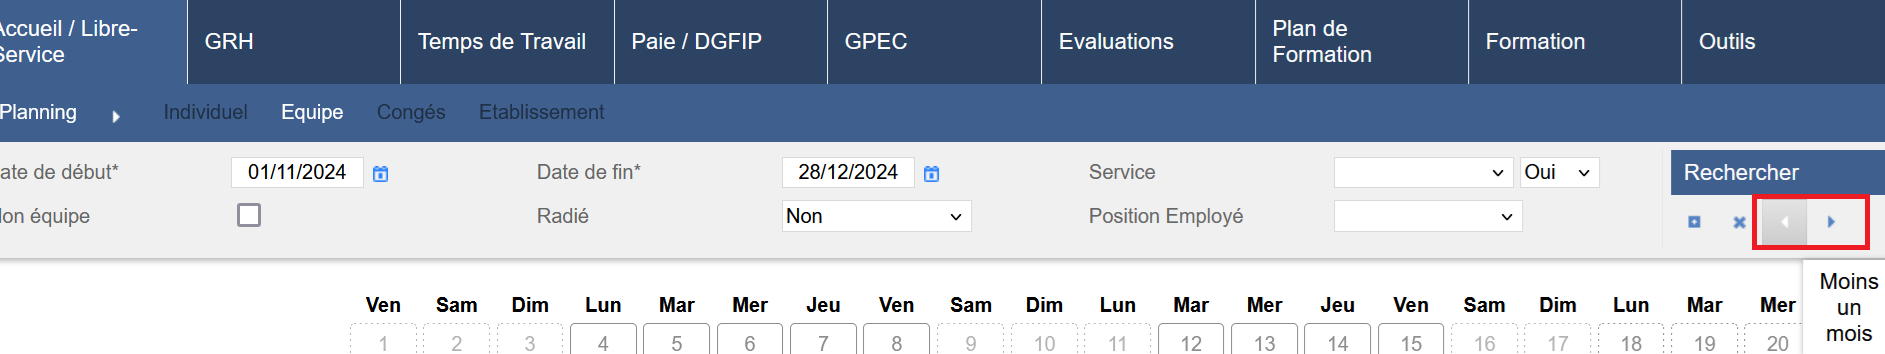 Accueil / Libre-
Service
GRH
Temps de Travail
Paie / DGFIP
GPEC
Evaluations
Plan de
Formation
Formation
Outils
Planning
Individuel
Equipe
Congés
Etablissement
ate de début*
01/11/2024
Date de fin*
28/12/2024
Service
Oui
Rechercher
on équipe
Radié
Non
Position Employé
Ven Sam Dim Lun Mar Mer Jeu Ven Sam Dim Lun Mar Mer Jeu Ven Sam Dim Lun Mar Mer
1 2 3 4 5 6 7 8 9 10 11 12 13 14 15 16 17 18 19 20
Moins
un
mois